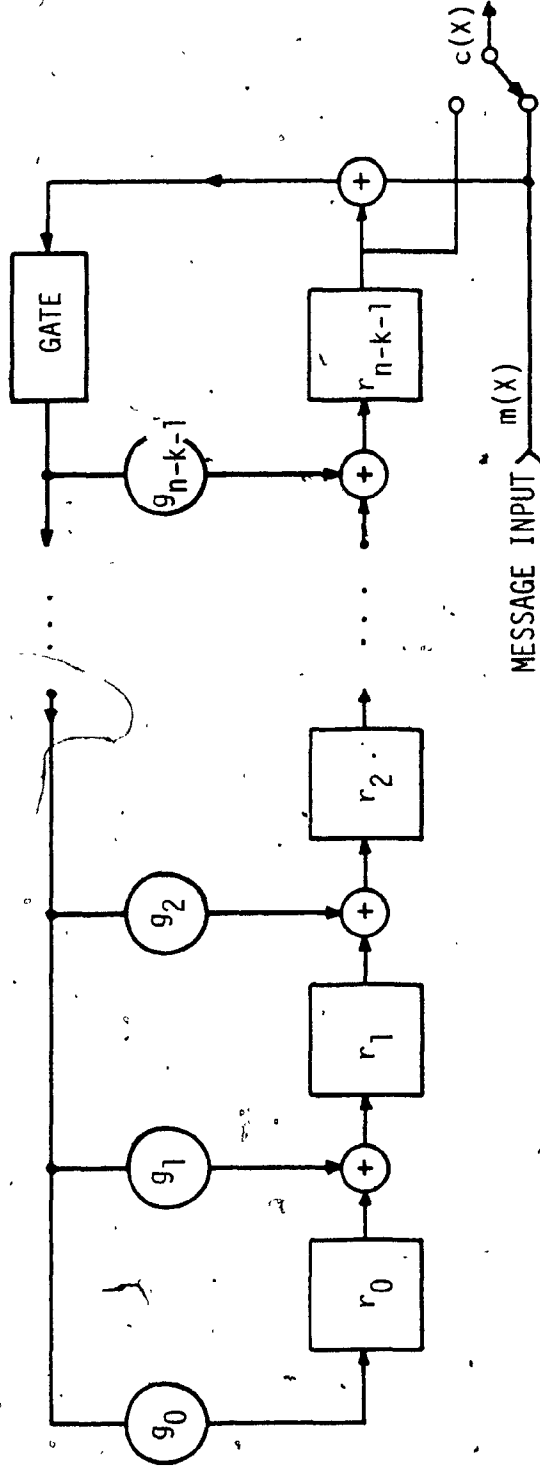 GATE
g0
g1
g2
. . . .
gn-k-1
r0
+
r1
+
r2
. . . .
+
rn-k-1
+
c(X)
MESSAGE INPUT
m(X)